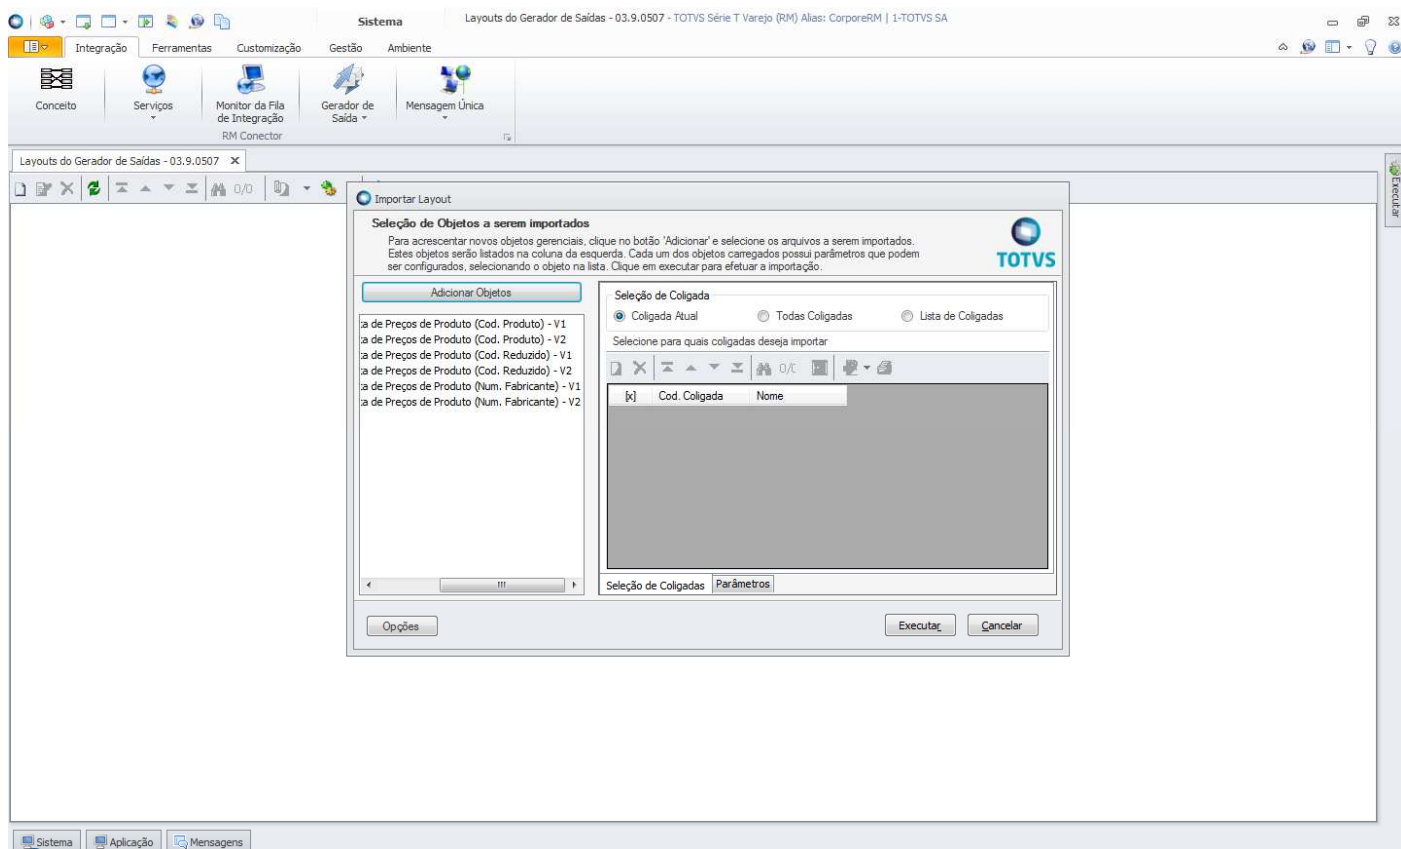 Sistema
Layouts do Gerador de Saídas - 03.9.0507 - TOTVS Série T Varejo (RM) Alias: CorporeRM | 1-TOTVS SA
Integração
Ferramentas
Customização
Gestão
Ambiente
Conceito
Serviços
Monitor da Fila
de Integração
Gerador de
Saída
Mensagem Única
RM Conector
Layouts do Gerador de Saídas - 03.9.0507
0/0
Executar
Importar Layout
Seleção de Objetos a serem importados
Para acrescentar novos objetos gerenciais, clique no botão 'Adicionar' e selecione os arquivos a serem importados.
Estes objetos serão listados na coluna da esquerda. Cada um dos objetos carregados possui parâmetros que podem
ser configurados, selecionando o objeto na lista. Clique em executar para efetuar a importação.
TOTVS
Adicionar Objetos
a de Preços de Produto (Cod. Produto) - V1
a de Preços de Produto (Cod. Produto) - V2
a de Preços de Produto (Cod. Reduzido) - V1
a de Preços de Produto (Cod. Reduzido) - V2
a de Preços de Produto (Num. Fabricante) - V1
a de Preços de Produto (Num. Fabricante) - V2
Seleção de Coligada
Coligada Atual
Todas Coligadas
Lista de Coligadas
Selecione para quais coligadas deseja importar
[x]
Cod. Coligada
Nome
Seleção de Coligadas
Parâmetros
Opções
Executar
Cancelar
Sistema
Aplicação
Mensagens